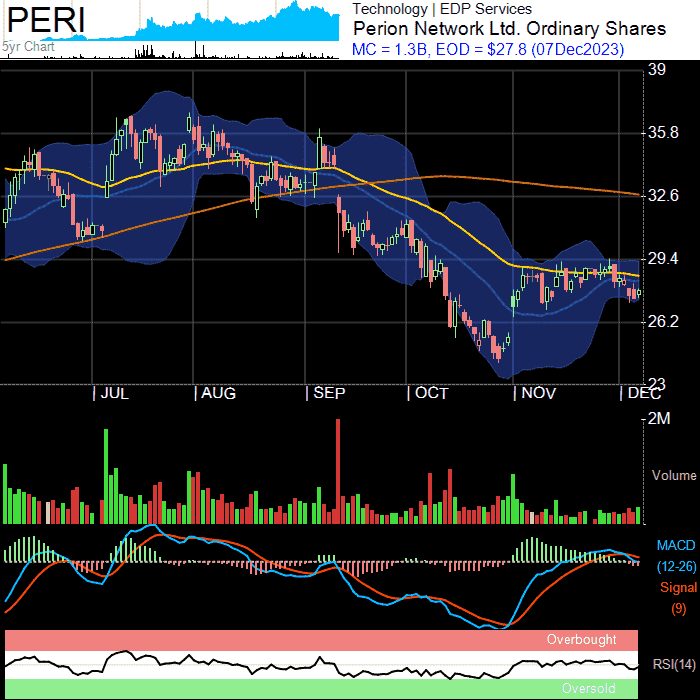 PERI
5yr Chart
Technology | EDP Services
Perion Network Ltd. Ordinary Shares
MC = 1.3B, EOD = $27.8 (07Dec2023)
39
35.8
32.6
29.4
26.2
23
| JUL | AUG | SEP | OCT | NOV | DEC
2M
Volume
MACD
(12-26)
Signal
(9)
Overbought
RSI(14)
Oversold